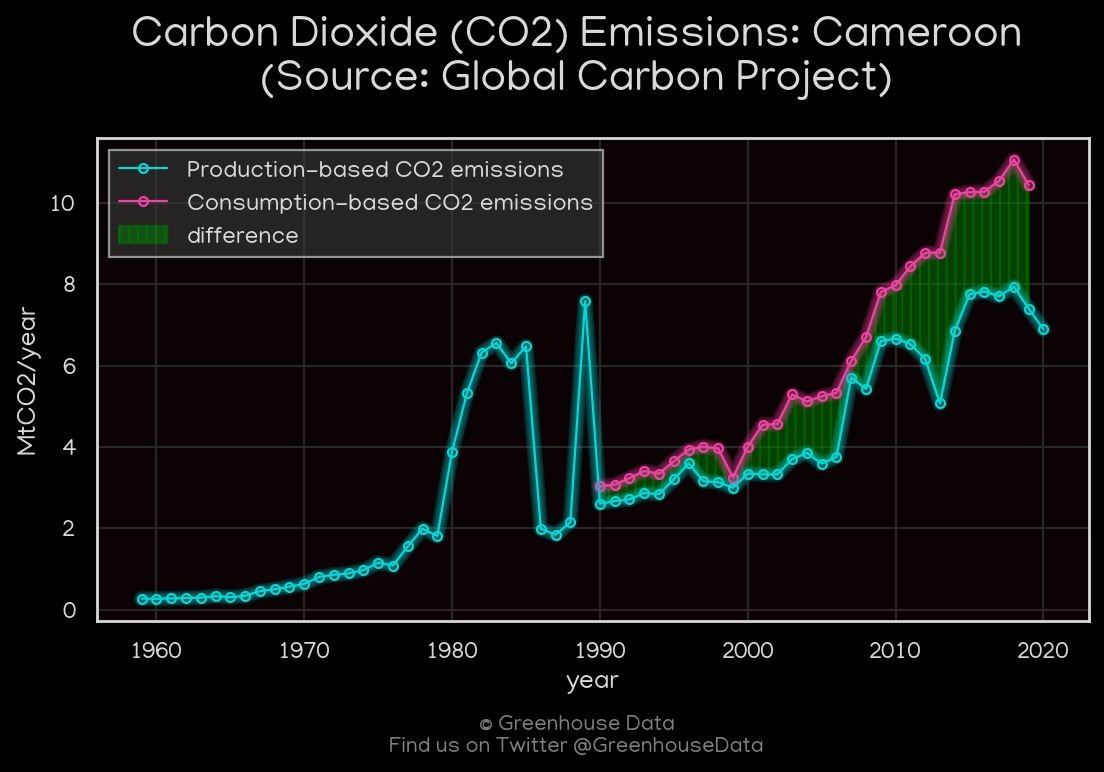 Carbon Dioxide (CO2) Emissions: Cameroon
(Source: Global Carbon Project)
Production-based CO2 emissions
Consumption-based CO2 emissions
difference
MtCO2/year
10
8
6
4
2
0
1960 1970 1980 1990 2000 2010 2020
year
© Greenhouse Data
Find us on Twitter @GreenhouseData